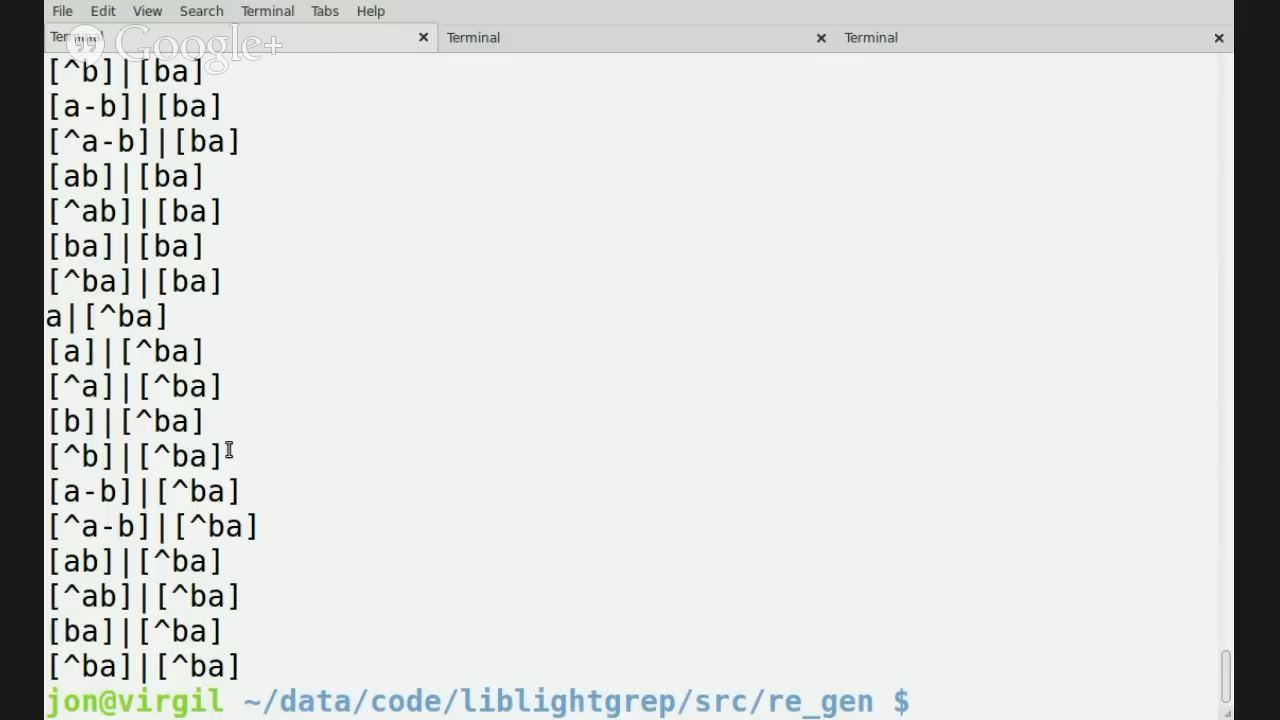 File Edit View Search Terminal Tabs Help
Terminal Terminal Terminal
Google+
[^b]|[ba]
[a-b]|[ba]
[^a-b]|[ba]
[ab]|[ba]
[^ab]|[ba]
[ba]|[ba]
[^ba]|[ba]
a|[^ba]
[a]|[^ba]
[^a]|[^ba]
[b]|[^ba]
[^b]|[^ba]
[a-b]|[^ba]
[^a-b]|[^ba]
[ab]|[^ba]
[^ab]|[^ba]
[ba]|[^ba]
[^ba]|[^ba]
jon@virgil ~/data/code/liblightgrep/src/re_gen $